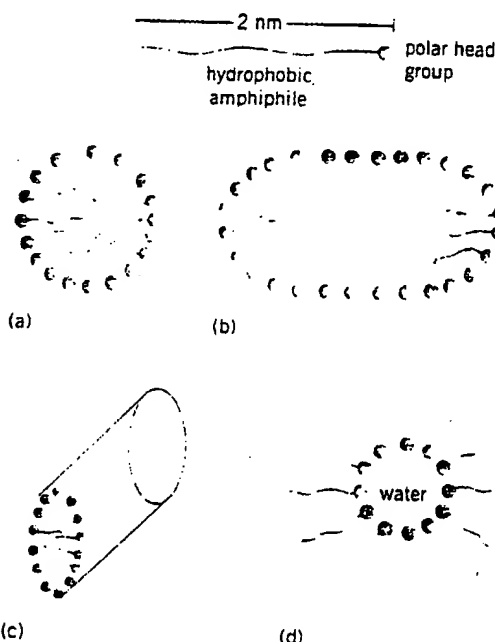 2 nm
polar head
group
hydrophobic
amphiphile
(a)
(b)
water
(c)
(d)